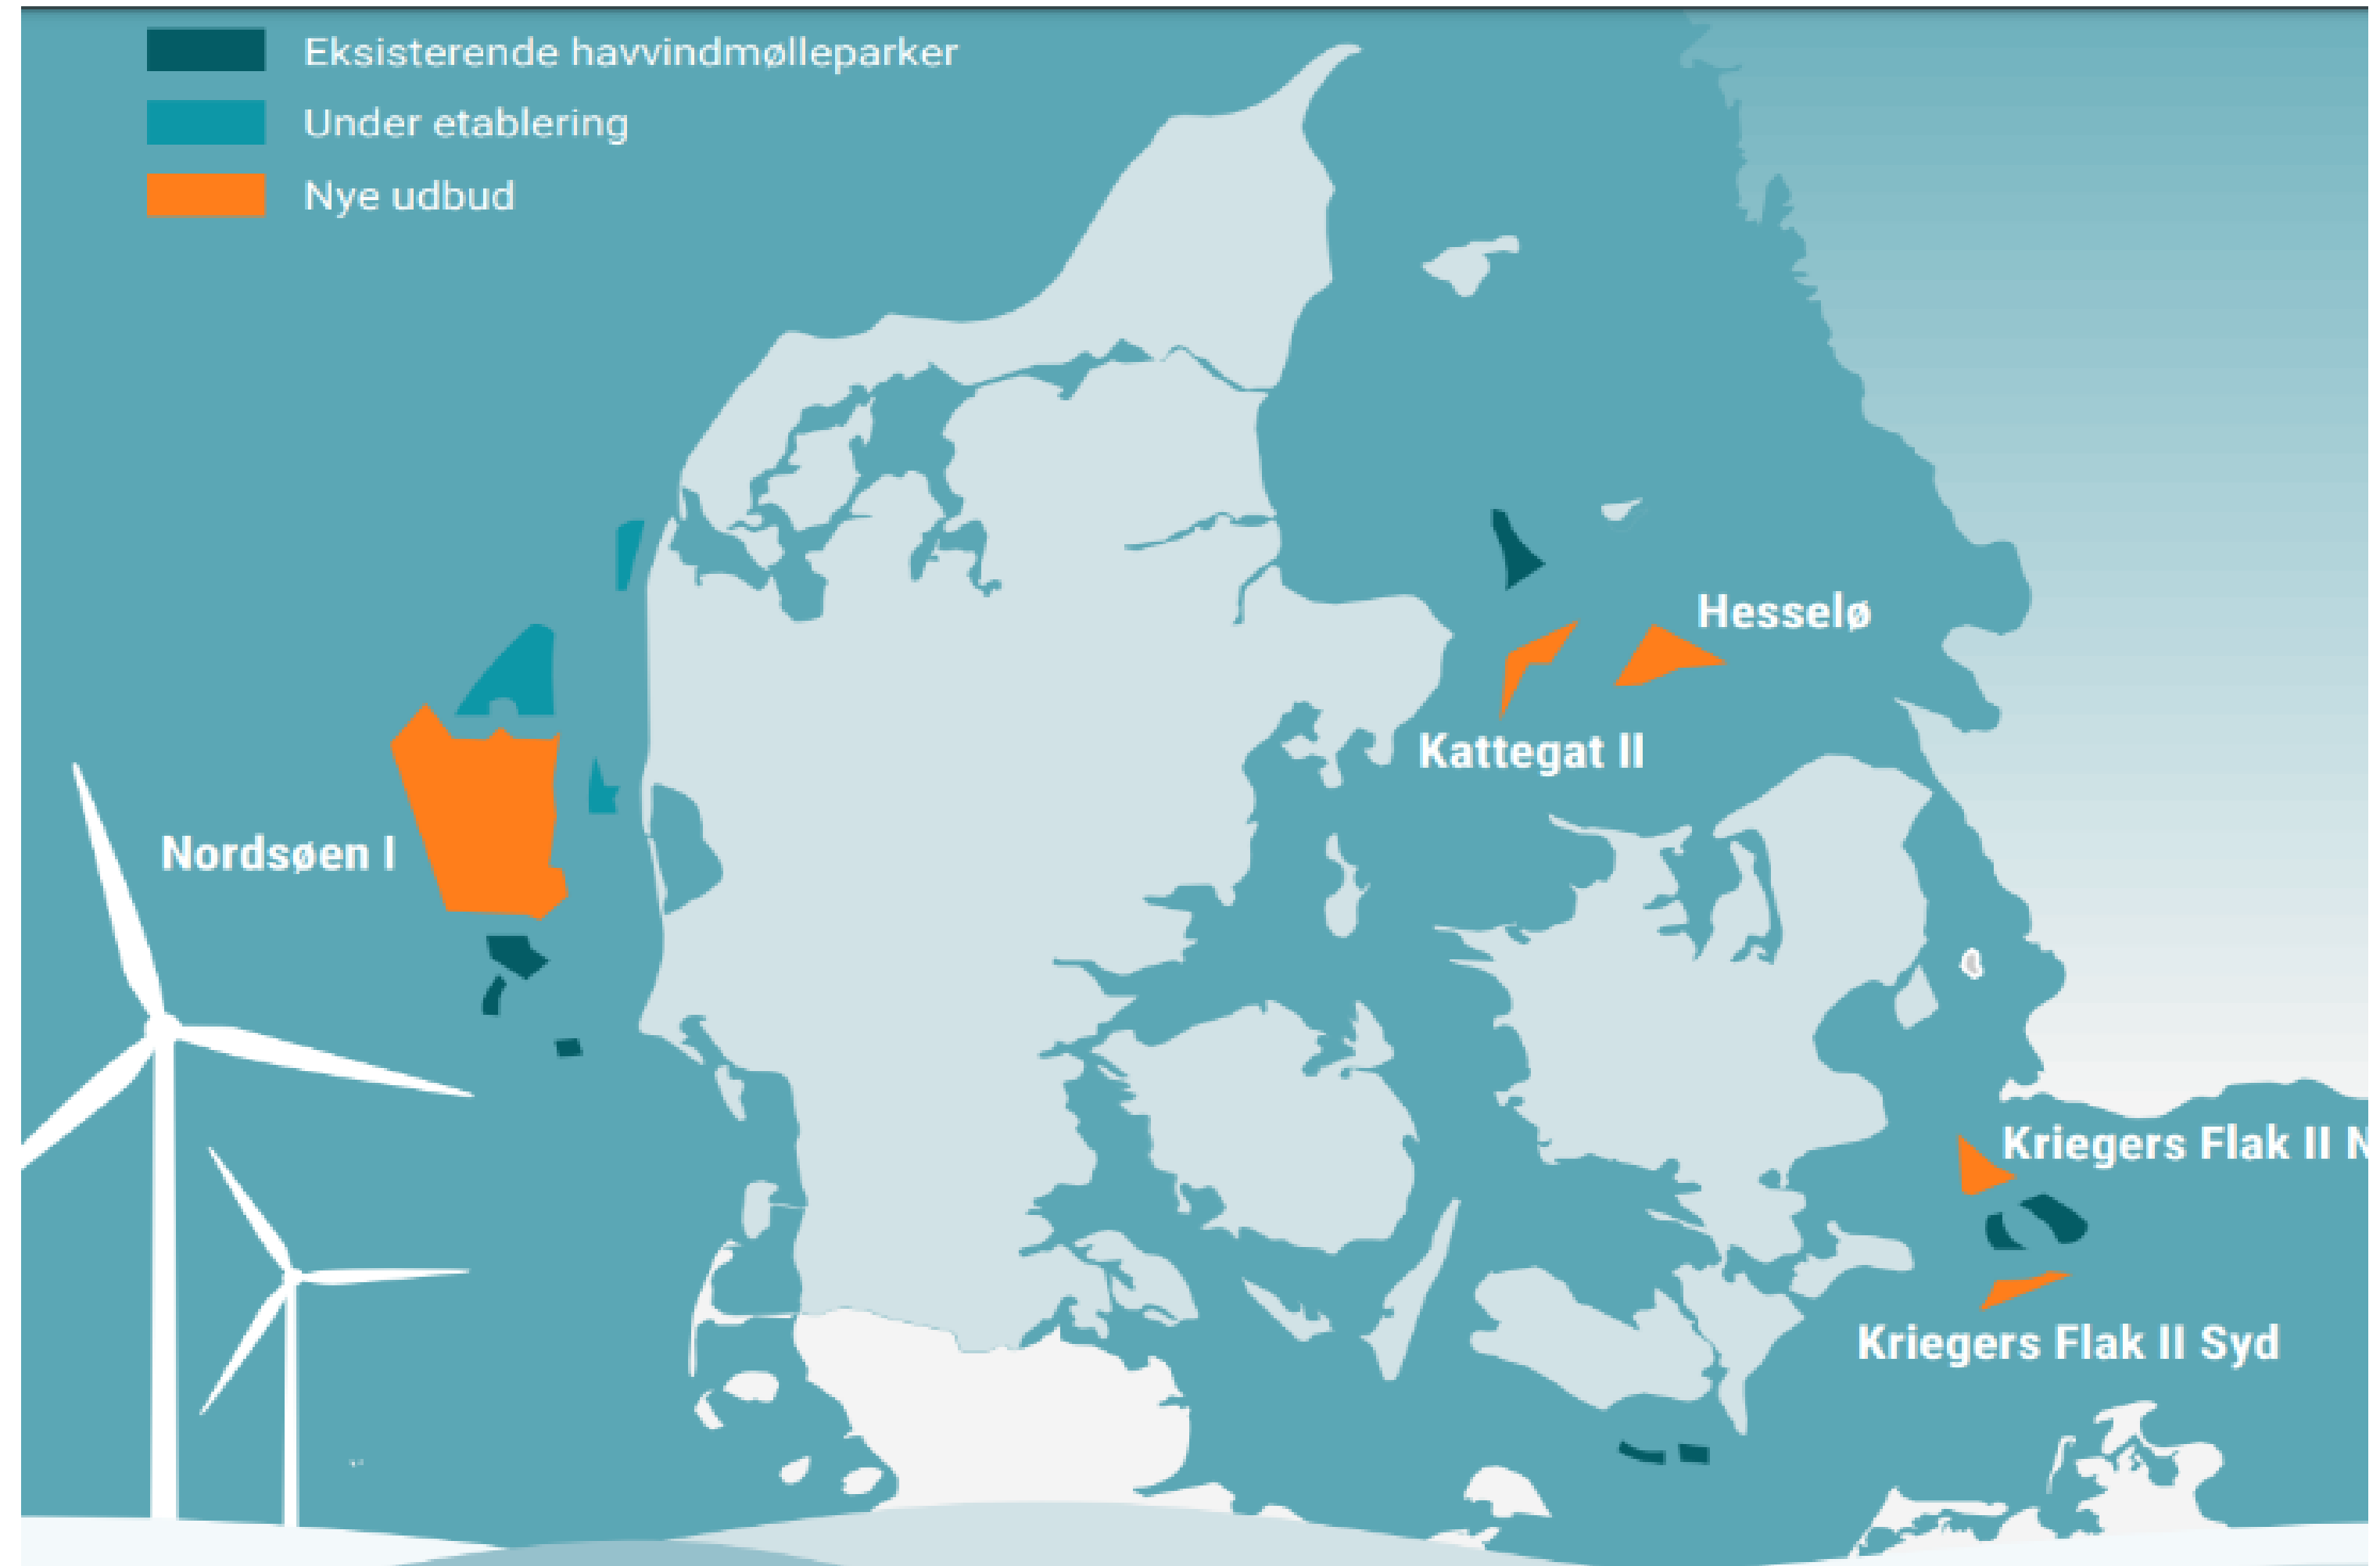 Eksisterende havvindmølleparker
Under etablering
Nye udbud
Hesselø
Kattegat II
Nordsøen I
Kriegers Flak II N
Kriegers Flak II Syd